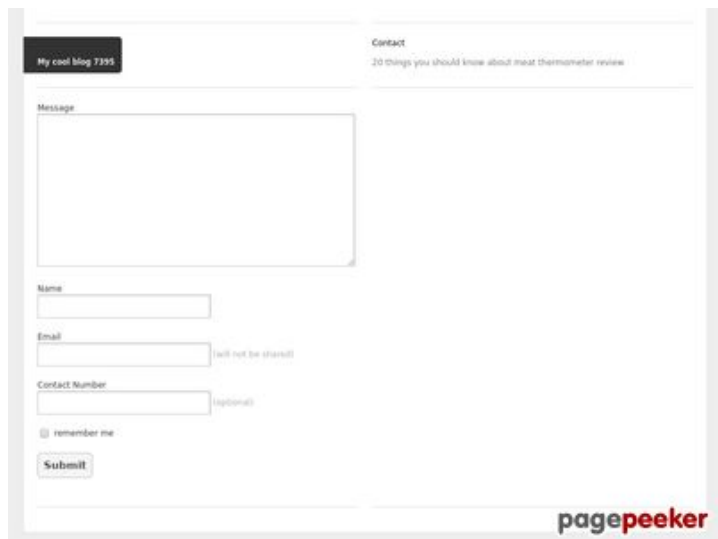 My cool blog 7395
Contact
20 things you should know about meat thermometer review
Message
Name
Email
(will not be shared)
Contact Number
(optional)
remember me
Submit
pagepeeker